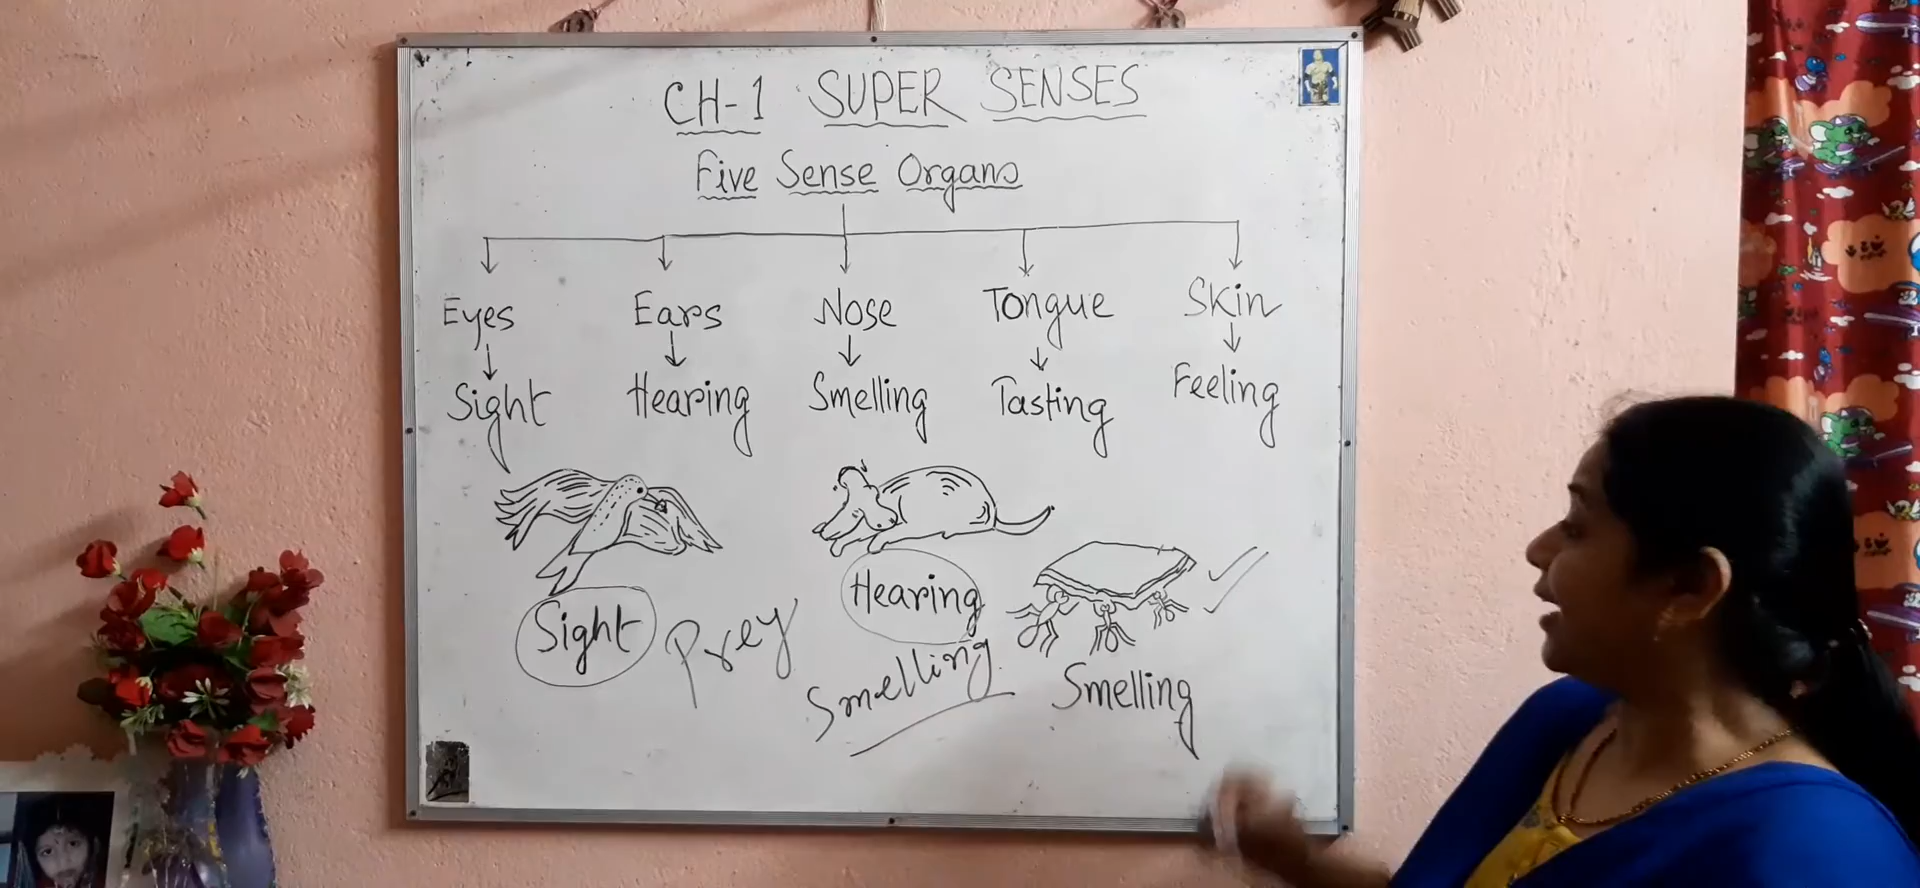 CH-1 SUPER SENSES
Five Sense Organs
Eyes Ears Nose Tongue Skin
Sight Hearing Smelling Tasting Feeling
Sight Prey Hearing
Smelling Smelling